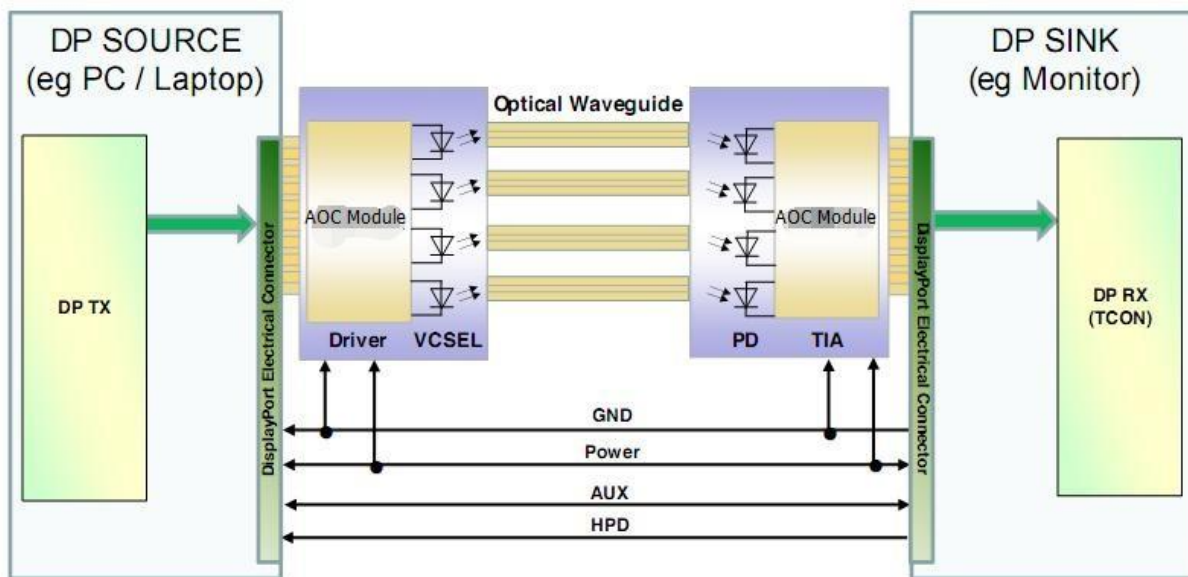 DP SOURCE
(eg PC / Laptop)
DP TX
DisplayPort Electrical Connector
AOC Module
Driver
VCSEL
Optical Waveguide
AOC Module
PD
TIA
GND
Power
AUX
HPD
DisplayPort Electrical Connector
DP SINK
(eg Monitor)
DP RX
(TCON)